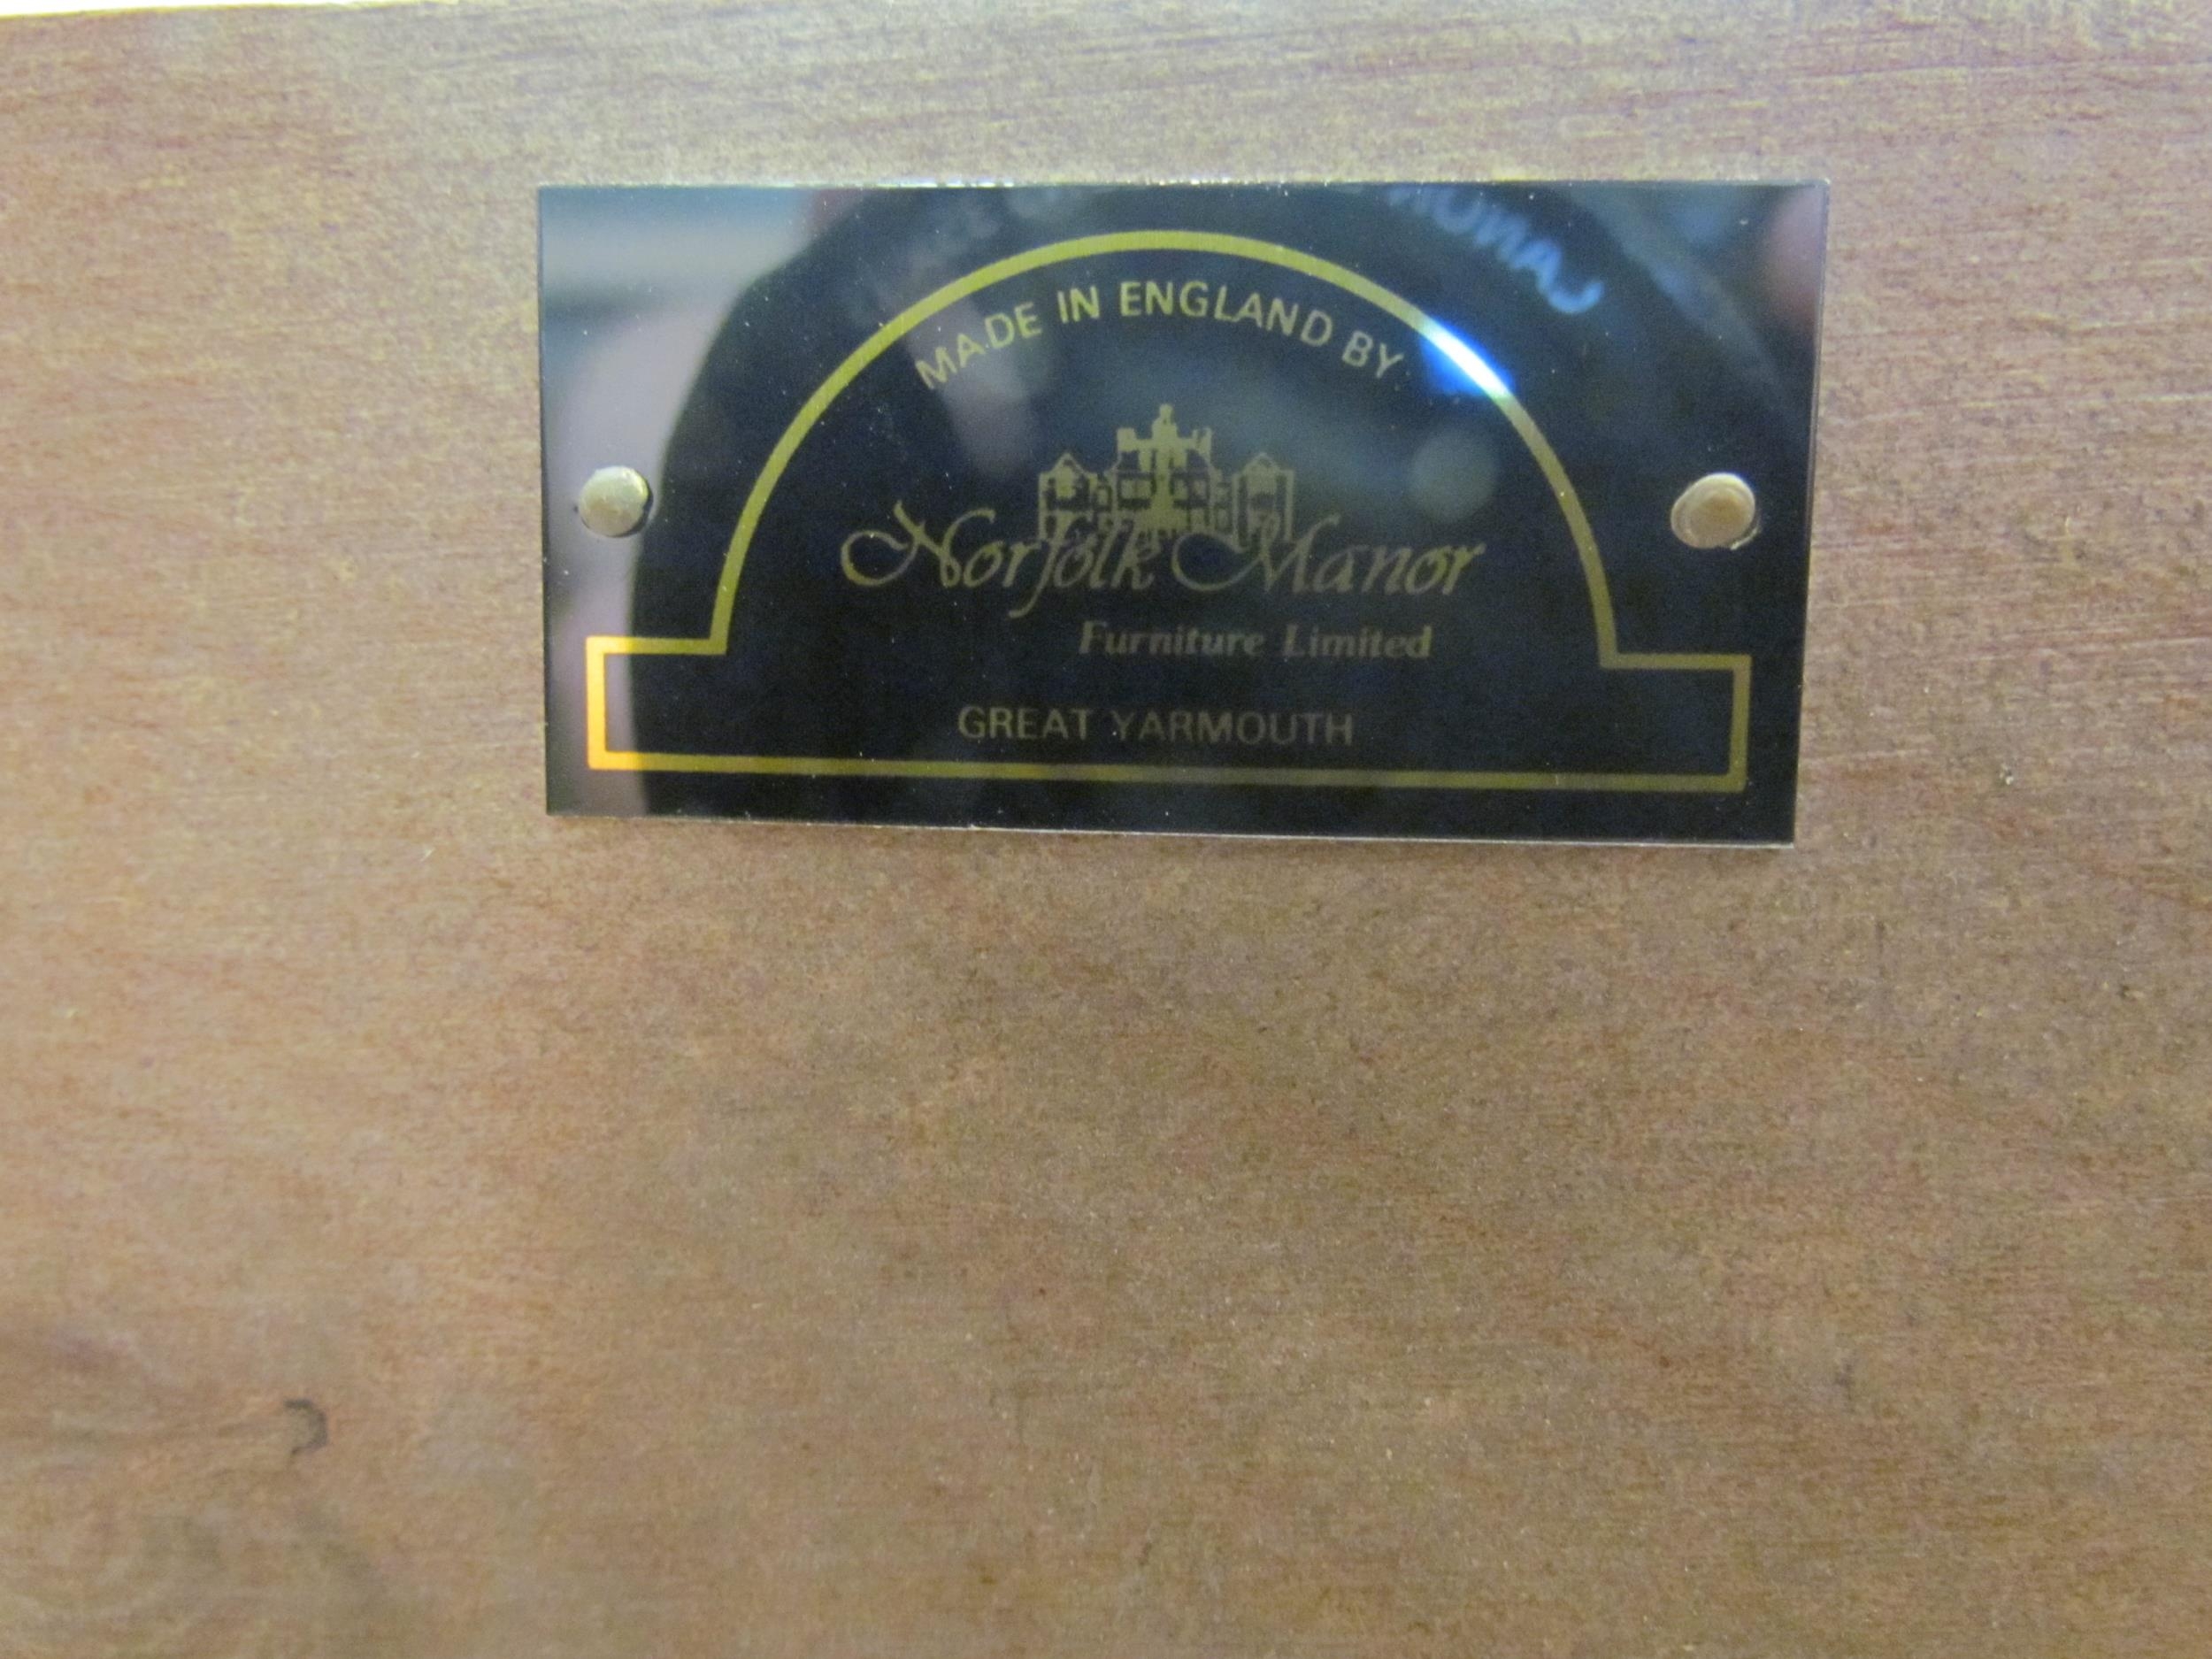 MADE IN ENGLAND BY
Norfolk Manor
Furniture Limited
GREAT YARMOUTH